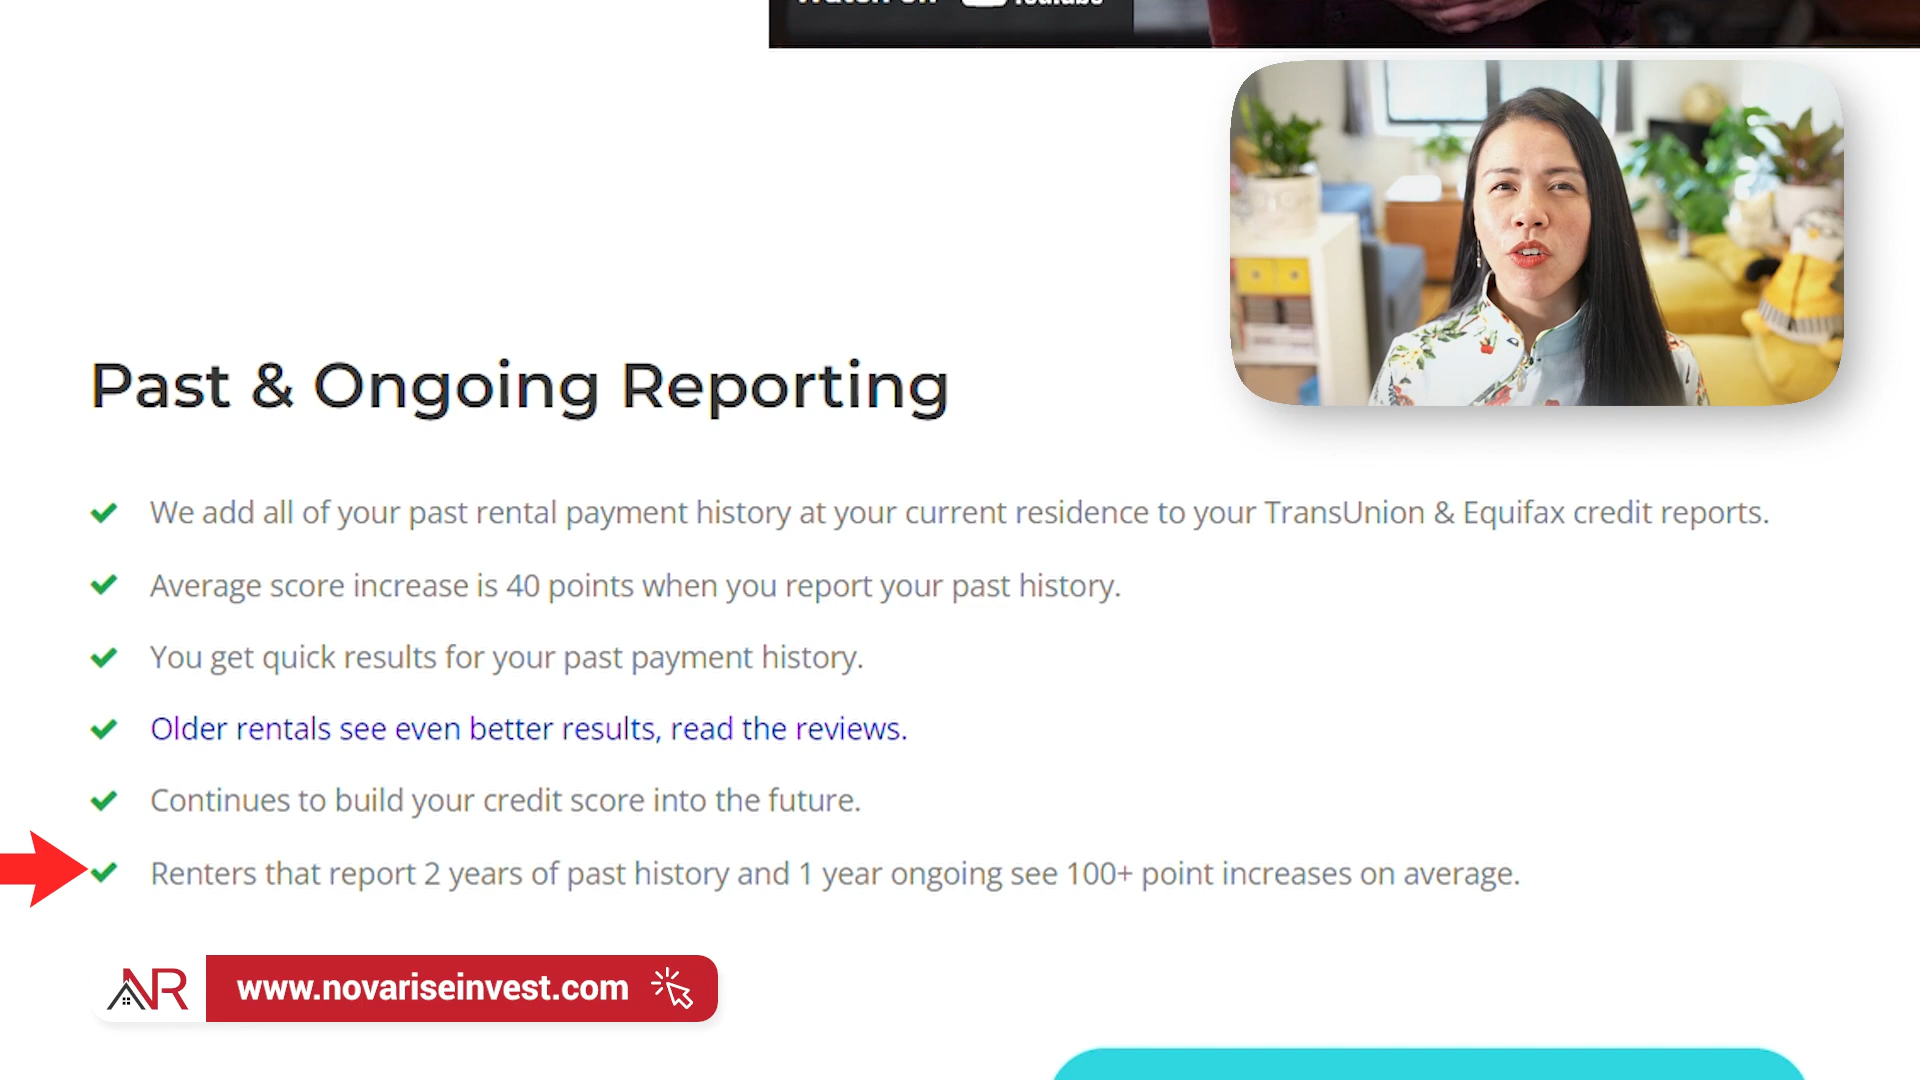 Past & Ongoing Reporting
We add all of your past rental payment history at your current residence to your TransUnion & Equifax credit reports.
Average score increase is 40 points when you report your past history.
You get quick results for your past payment history.
Older rentals see even better results, read the reviews.
Continues to build your credit score into the future.
Renters that report 2 years of past history and 1 year ongoing see 100+ point increases on average.
NR www.novariseinvest.com